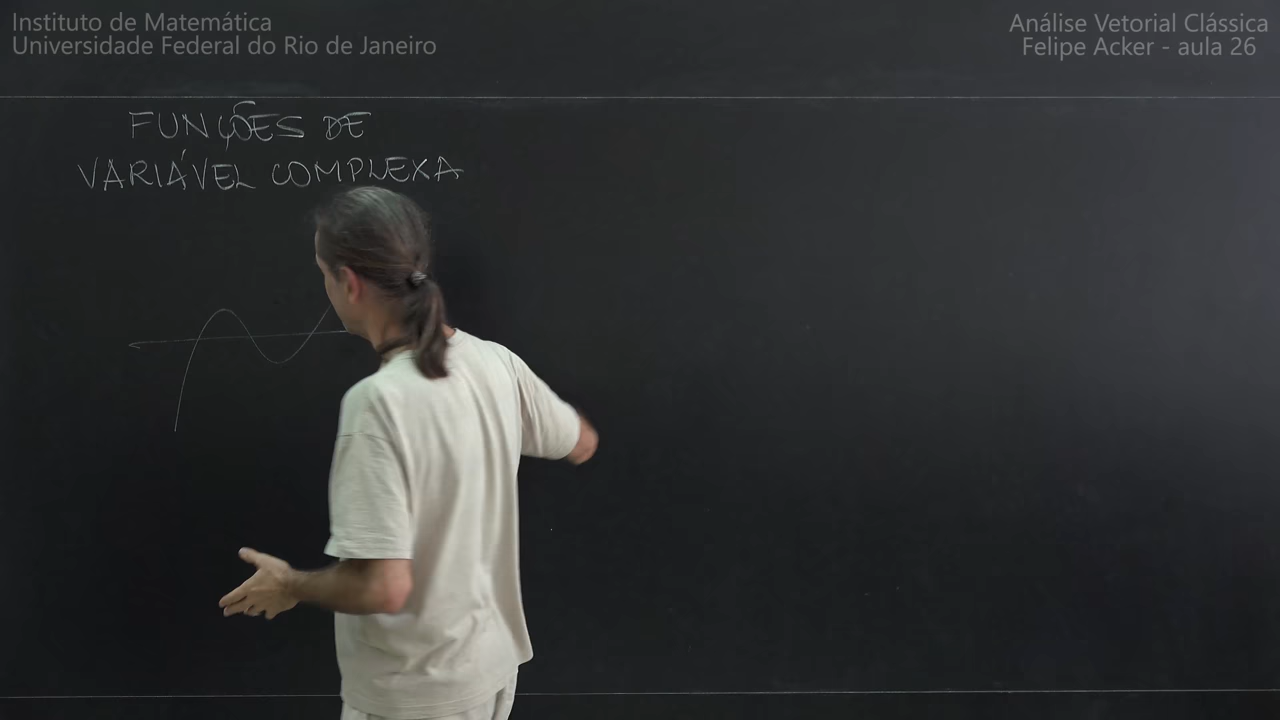 Instituto de Matemática
Universidade Federal do Rio de Janeiro
Análise Vetorial Clássica
Felipe Acker - aula 26
FUNÇÕES DE
VARIÁVEL COMPLEXA